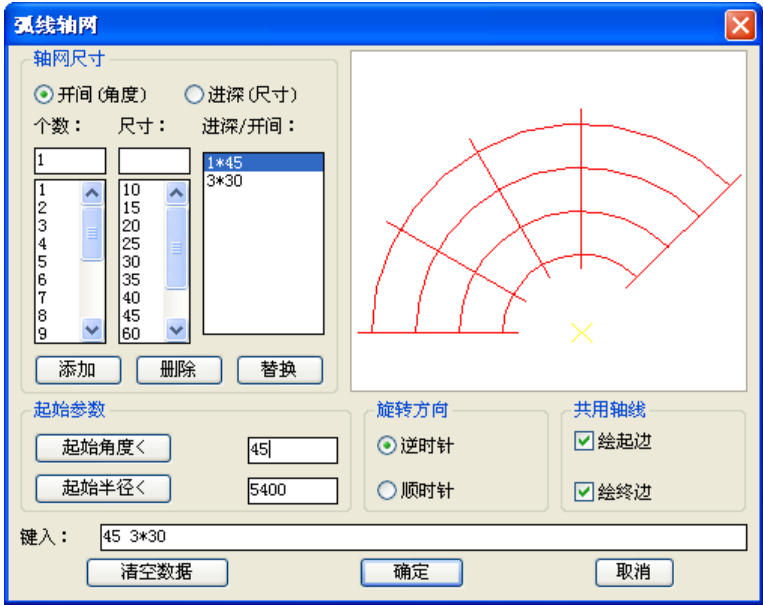 弧线轴网
轴网尺寸
开间(角度) 进深(尺寸)
个数： 尺寸： 进深/开间：
1
1
2
3
4
5
6
7
8
9
10
15
20
25
30
35
40
45
60
1*45
3*30
添加 删除 替换
起始参数
起始角度< 45
起始半径< 5400
旋转方向
逆时针
顺时针
共用轴线
绘起边
绘终边
键入： 45 3*30
清空数据 确定 取消